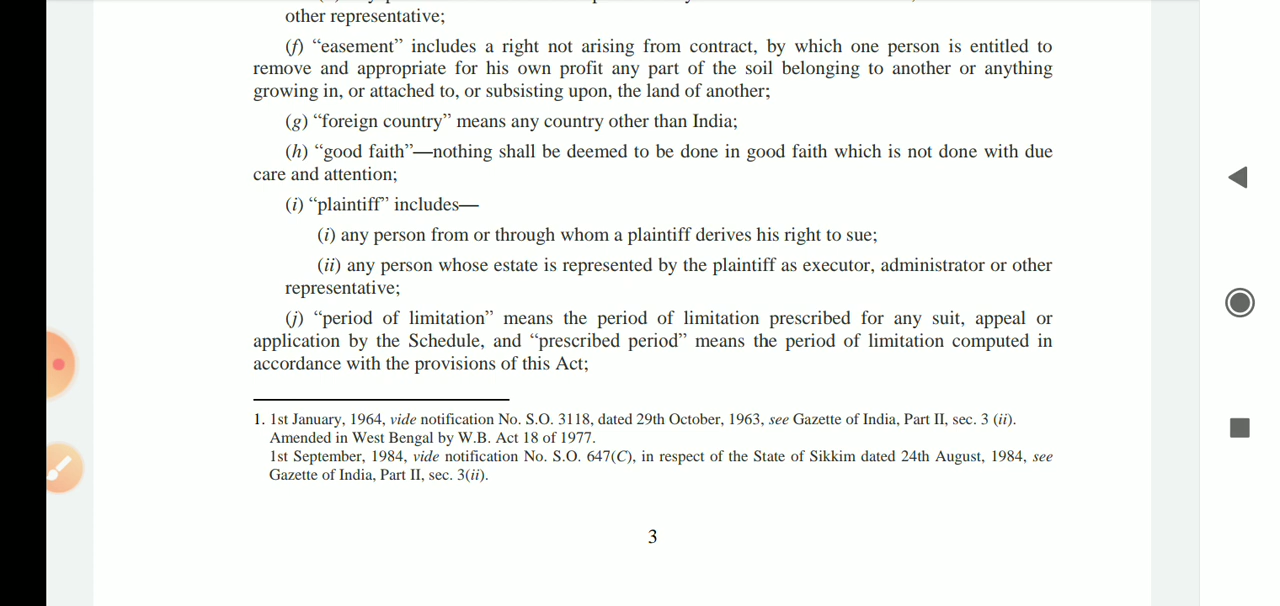 other representative;
(f) “easement” includes a right not arising from contract, by which one person is entitled to
remove and appropriate for his own profit any part of the soil belonging to another or anything
growing in, or attached to, or subsisting upon, the land of another;
(g) “foreign country” means any country other than India;
(h) “good faith”—nothing shall be deemed to be done in good faith which is not done with due
care and attention;
(i) “plaintiff” includes—
(i) any person from or through whom a plaintiff derives his right to sue;
(ii) any person whose estate is represented by the plaintiff as executor, administrator or other
representative;
(j) “period of limitation” means the period of limitation prescribed for any suit, appeal or
application by the Schedule, and “prescribed period” means the period of limitation computed in
accordance with the provisions of this Act;
1. 1st January, 1964, vide notification No. S.O. 3118, dated 29th October, 1963, see Gazette of India, Part II, sec. 3 (ii).
Amended in West Bengal by W.B. Act 18 of 1977.
1st September, 1984, vide notification No. S.O. 647(C), in respect of the State of Sikkim dated 24th August, 1984, see
Gazette of India, Part II, sec. 3(ii).
3